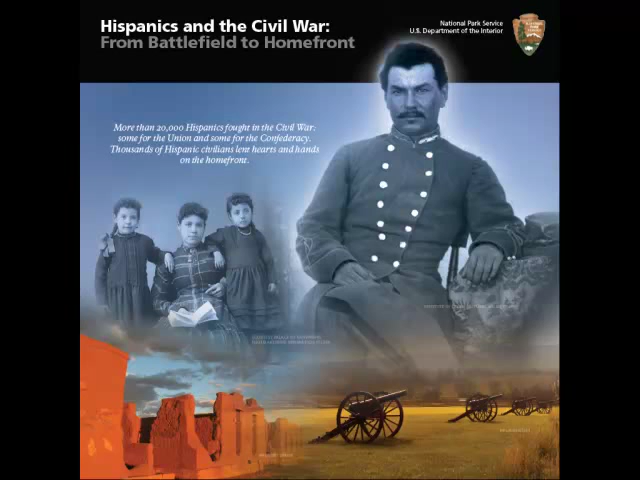 Hispanics and the Civil War:
From Battlefield to Homefront
National Park Service
U.S. Department of the Interior
More than 20,000 Hispanics fought in the Civil War:
some for the Union and some for the Confederacy.
Thousands of Hispanic civilians lent hearts and hands
on the homefront.